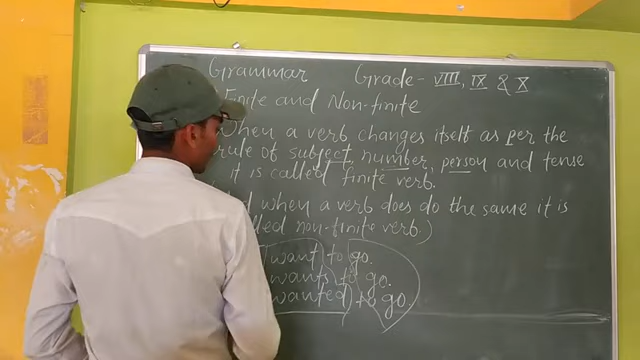 Grammar Grade- VIII, IX & X
Finite and Non-finite
When a verb changes itself as per the
rule of subject, number, person and tense
it is called finite verb.
when a verb does do the same it is
non-finite verb.)
want to go.
wants to go.
wanted to go.